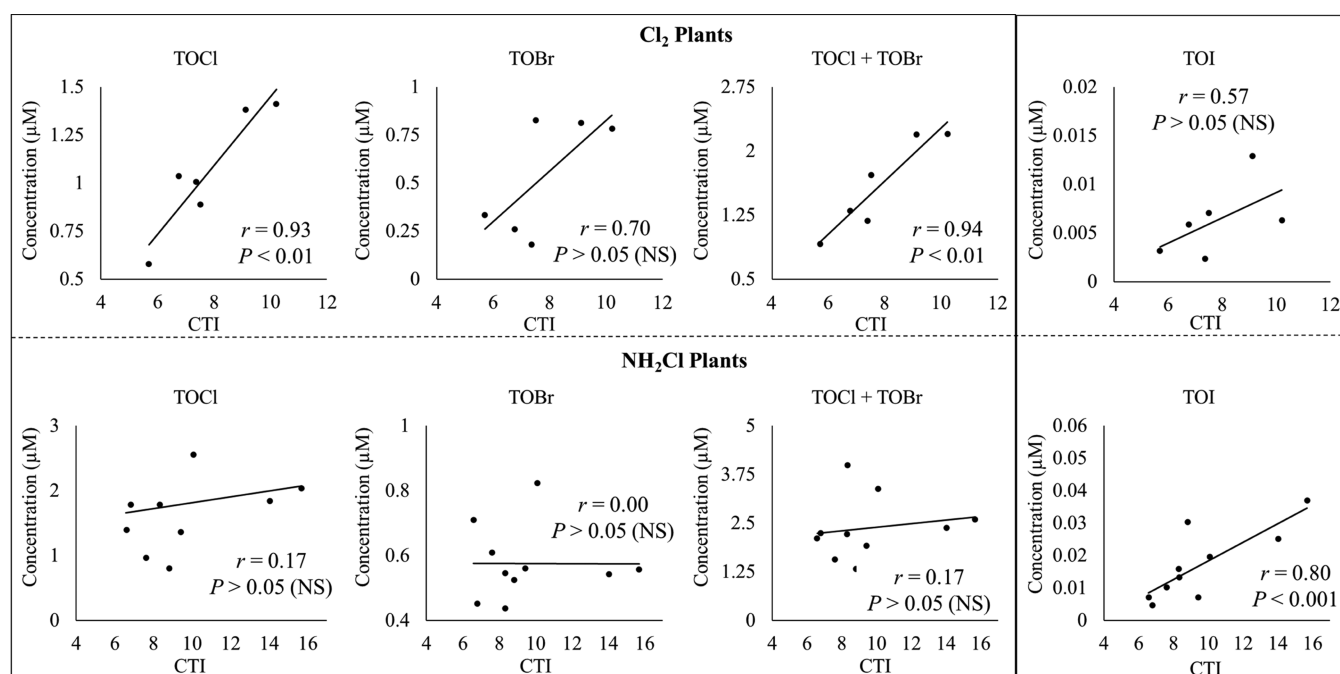 Cl₂ Plants
TOCl
Concentration (µM)
1.5
1.25
1
0.75
0.5
4 6 8 10 12
CTI
r = 0.93
P < 0.01
TOBr
Concentration (µM)
1
0.75
0.5
0.25
0
4 6 8 10 12
CTI
r = 0.70
P > 0.05 (NS)
TOCl + TOBr
Concentration (µM)
2.75
2
1.25
0.5
4 6 8 10 12
CTI
r = 0.94
P < 0.01
TOI
Concentration (µM)
0.02
0.015
0.01
0.005
0
4 6 8 10 12
CTI
r = 0.57
P > 0.05 (NS)
NH₂Cl Plants
TOCl
Concentration (µM)
3
2
1
0
4 6 8 10 12 14 16
CTI
r = 0.17
P > 0.05 (NS)
TOBr
Concentration (µM)
1
0.8
0.6
0.4
4 6 8 10 12 14 16
CTI
r = 0.00
P > 0.05 (NS)
TOCl + TOBr
Concentration (µM)
5
3.75
2.5
1.25
0
4 6 8 10 12 14 16
CTI
r = 0.17
P > 0.05 (NS)
TOI
Concentration (µM)
0.06
0.05
0.04
0.03
0.02
0.01
0
4 6 8 10 12 14 16
CTI
r = 0.80
P < 0.001